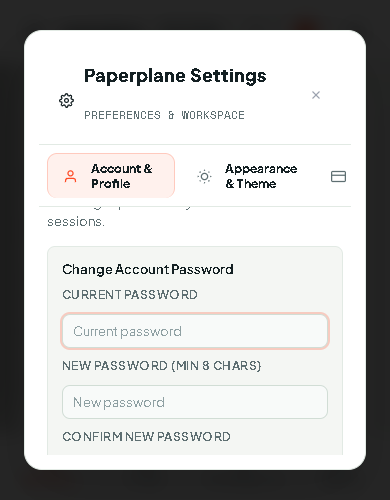 Paperplane Settings
PREFERENCES & WORKSPACE
Account &
Profile
Appearance
& Theme
sessions.
Change Account Password
CURRENT PASSWORD
Current password
NEW PASSWORD (MIN 8 CHARS)
New password
CONFIRM NEW PASSWORD